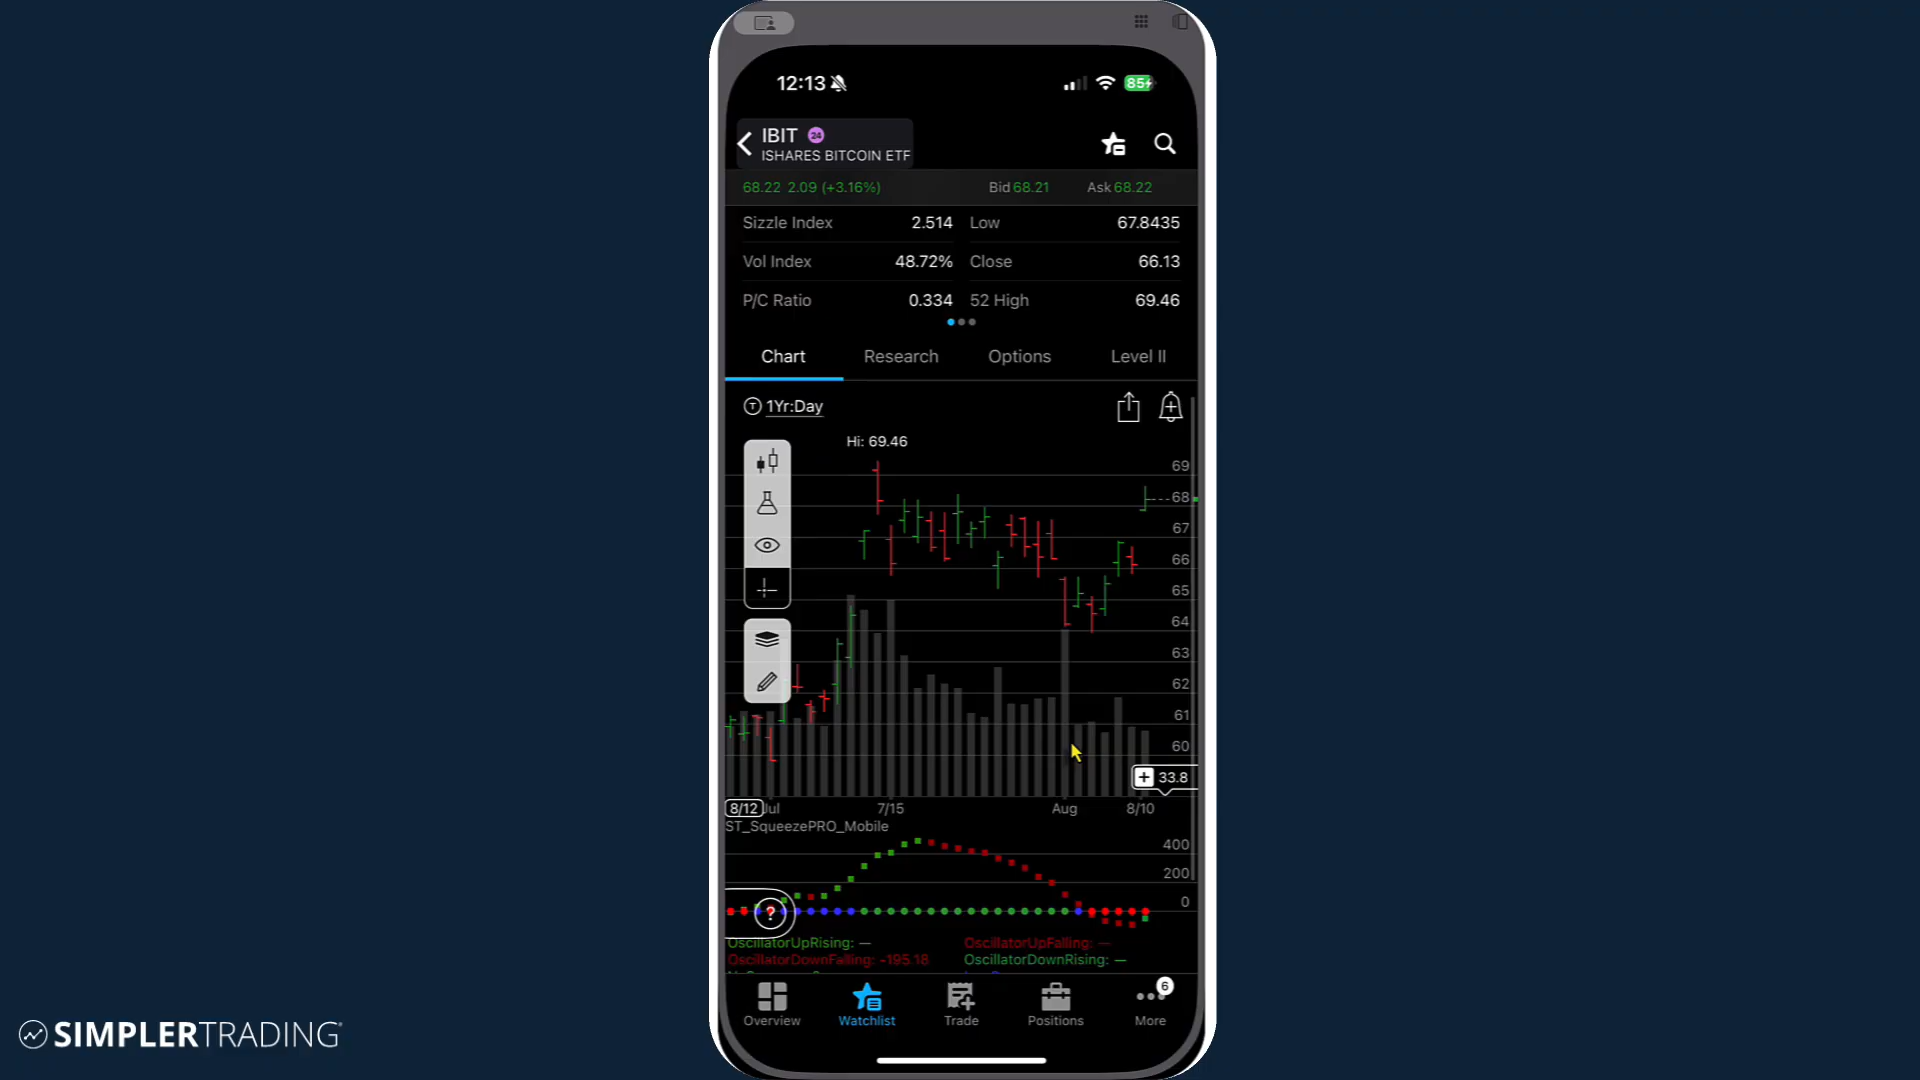 12:13
85
IBIT 24
ISHARES BITCOIN ETF
68.22 2.09 (+3.16%) Bid 68.21 Ask 68.22
Sizzle Index 2.514 Low 67.8435
Vol Index 48.72% Close 66.13
P/C Ratio 0.334 52 High 69.46
Chart Research Options Level II
T 1Yr:Day
Hi: 69.46
69
68
67
66
65
64
63
62
61
60
+ 33.8
8/12 Jul 7/15 Aug 8/10
ST_SqueezePRO_Mobile
400
200
0
?
OscillatorUpRising: — OscillatorUpFalling: —
OscillatorDownFalling: -195.18 OscillatorDownRising: —
6
Overview Watchlist Trade Positions More
SIMPLERTRADING